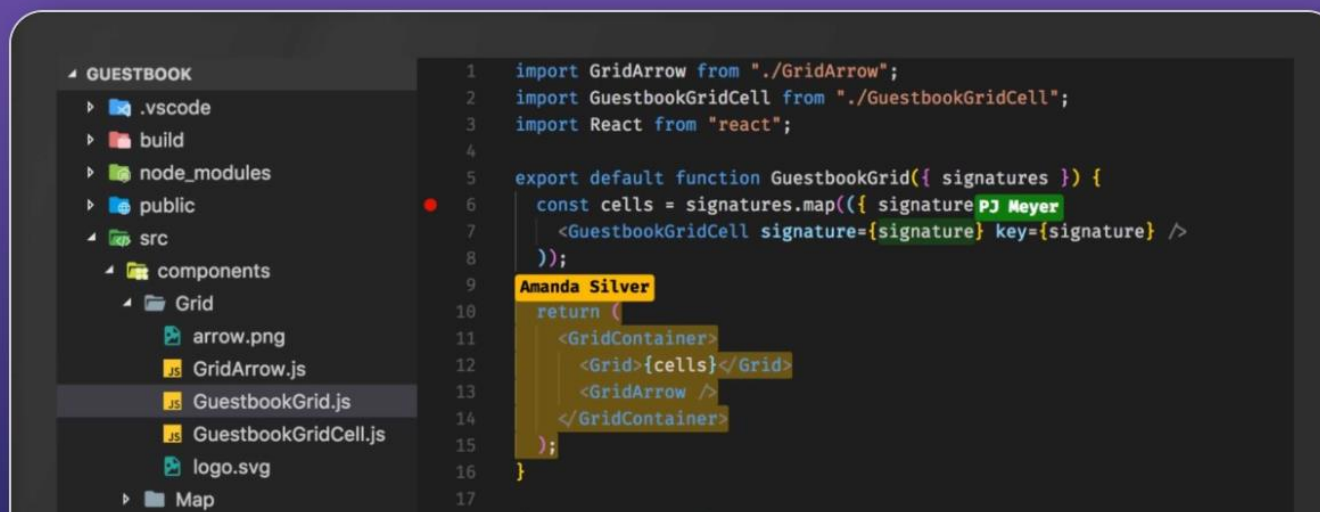 GUESTBOOK
.vscode
build
node_modules
public
src
components
Grid
arrow.png
GridArrow.js
GuestbookGrid.js
GuestbookGridCell.js
logo.svg
Map
1 import GridArrow from "./GridArrow";
2 import GuestbookGridCell from "./GuestbookGridCell";
3 import React from "react";
4
5 export default function GuestbookGrid({ signatures }) {
6 const cells = signatures.map(({ signature PJ Meyer
7 <GuestbookGridCell signature={signature} key={signature} />
8 ));
9 Amanda Silver
10 return (
11 <GridContainer>
12 <Grid>{cells}</Grid>
13 <GridArrow />
14 </GridContainer>
15 );
16 }
17